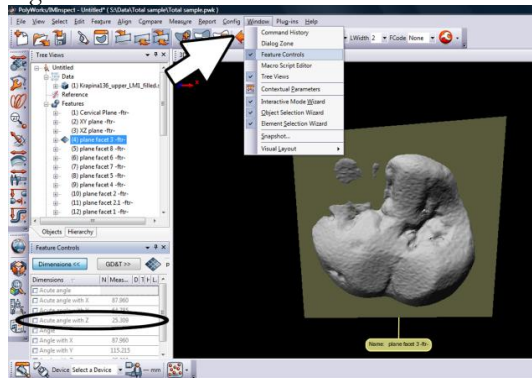 PolyWorks/IMInspect - Untitled* ( S:\Data\Total sample\Total sample.pwk )
File View Select Edit Feature Align Compare Measure Report Config Window Plug-ins Help
LWidth 2 FCode None
Command History
Dialog Zone
Feature Controls
Macro Script Editor
Tree Views
Contextual Parameters
Interactive Mode Wizard
Object Selection Wizard
Element Selection Wizard
Snapshot...
Visual Layout
Tree Views
Untitled
Data
(1) Krapina136_upper_LM1_filled.
Reference
Features
(1) Cervical Plane -ftr-
(2) XY plane -ftr-
(3) XZ plane -ftr-
(4) plane facet 3 -ftr-
(5) plane facet 8 -ftr-
(6) plane facet 6 -ftr-
(7) plane facet 7 -ftr-
(8) plane facet 5 -ftr-
(9) plane facet 4 -ftr-
(10) plane facet 2 -ftr-
(11) plane facet 2.1 -ftr-
(12) plane facet 1 -ftr-
Objects Hierarchy
Feature Controls
Dimensions << GD&T >>
Dimensions N Meas... D T H L
Acute angle
Acute angle with X 87.960
Acute angle with Y
Acute angle with Z 25.309
Angle
Angle with X 87.960
Angle with Y 115.215
Name: plane facet 3 -ftr-
Device Select a Device mm